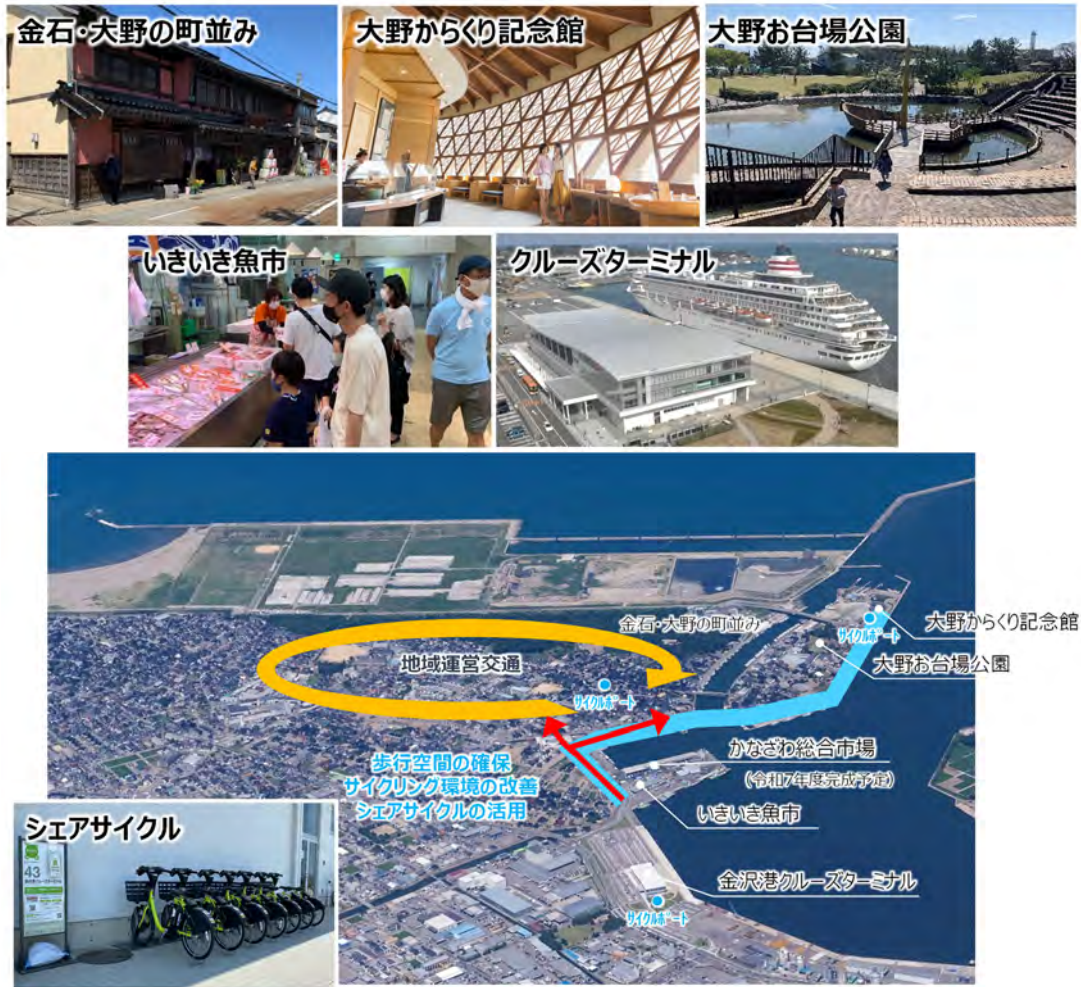 金石・大野の町並み
大野からくり記念館
大野お台場公園
いきいき魚市
クルーズターミナル
金石・大野の町並み
大野からくり記念館
サイクルポート
大野お台場公園
地域運営交通
サイクルポート
かなざわ総合市場
(令和7年度完成予定)
歩行空間の確保
サイクリング環境の改善
シェアサイクルの活用
いきいき魚市
金沢港クルーズターミナル
サイクルポート
シェアサイクル
43